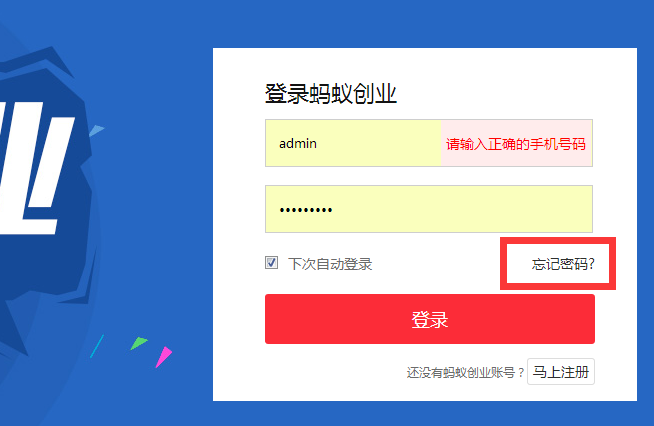 业
登录蚂蚁创业
admin 请输入正确的手机号码
•••••••••
下次自动登录 忘记密码?
登录
还没有蚂蚁创业账号？ 马上注册